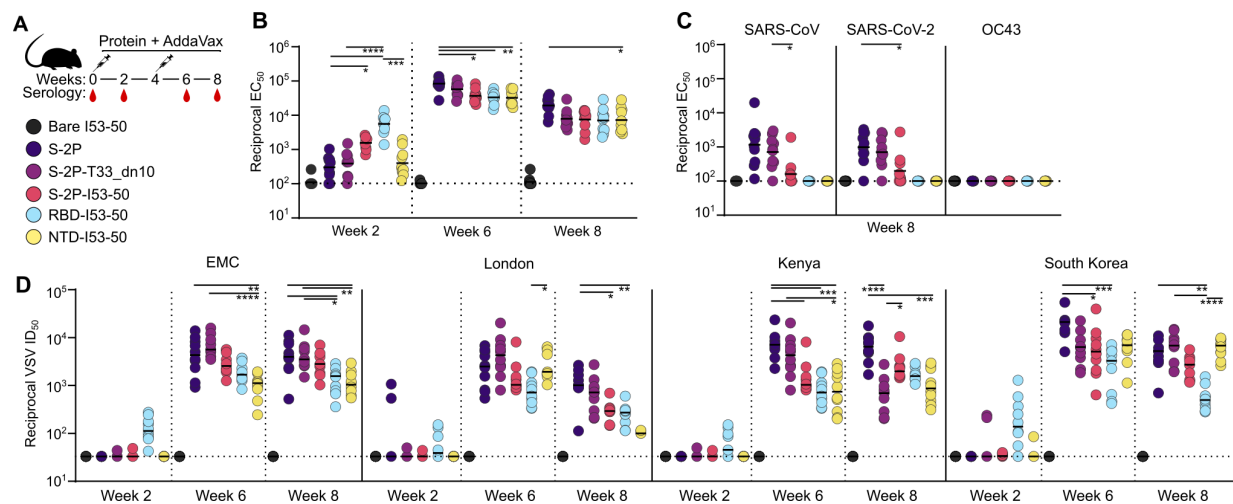 A
Protein + AddaVax
Weeks: 0 2 4 6 8
Serology:
Bare I53-50
S-2P
S-2P-T33_dn10
S-2P-I53-50
RBD-I53-50
NTD-I53-50
B
Reciprocal EC50
10^6
10^5
10^4
10^3
10^2
10^1
****
*
***
*
**
*
Week 2 Week 6 Week 8
C
SARS-CoV SARS-CoV-2 OC43
Reciprocal EC50
10^6
10^5
10^4
10^3
10^2
10^1
*
*
Week 8
D
EMC London Kenya South Korea
Reciprocal VSV ID50
10^5
10^4
10^3
10^2
10^1
**
****
**
*
*
**
*
***
*
****
***
*
***
*
**
****
Week 2 Week 6 Week 8 Week 2 Week 6 Week 8 Week 2 Week 6 Week 8 Week 2 Week 6 Week 8